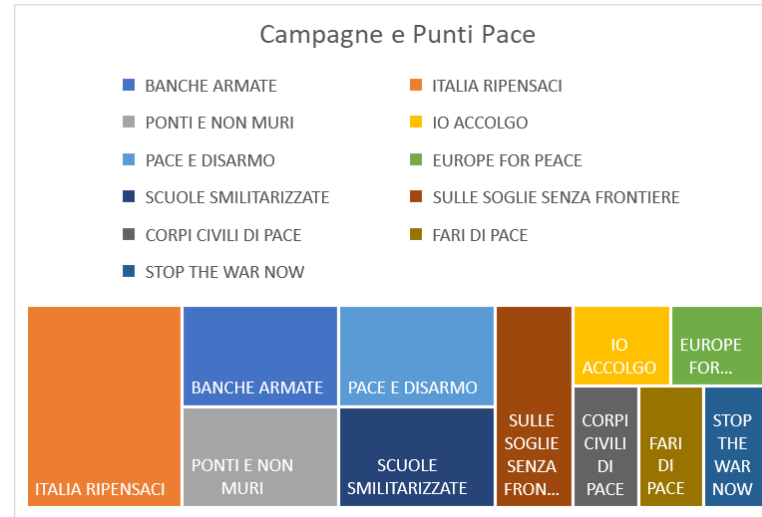 Campagne e Punti Pace
BANCHE ARMATE
ITALIA RIPENSACI
PONTI E NON MURI
IO ACCOLGO
PACE E DISARMO
EUROPE FOR PEACE
SCUOLE SMILITARIZZATE
SULLE SOGLIE SENZA FRONTIERE
CORPI CIVILI DI PACE
FARI DI PACE
STOP THE WAR NOW
ITALIA RIPENSACI
BANCHE ARMATE
PONTI E NON
MURI
PACE E DISARMO
SCUOLE
SMILITARIZZATE
SULLE
SOGLIE
SENZA
FRON...
IO
ACCOLGO
EUROPE
FOR...
CORPI
CIVILI
DI
PACE
FARI
DI
PACE
STOP
THE
WAR
NOW